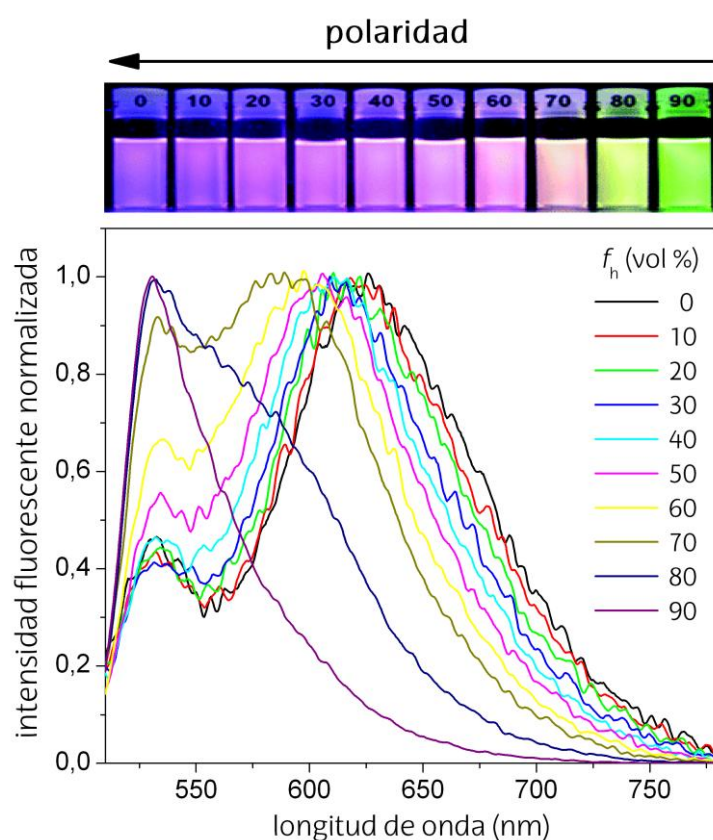 polaridad
0 10 20 30 40 50 60 70 80 90
intensidad fluorescente normalizada
1,0
0,8
0,6
0,4
0,2
0,0
f_h (vol %)
0
10
20
30
40
50
60
70
80
90
550 600 650 700 750
longitud de onda (nm)